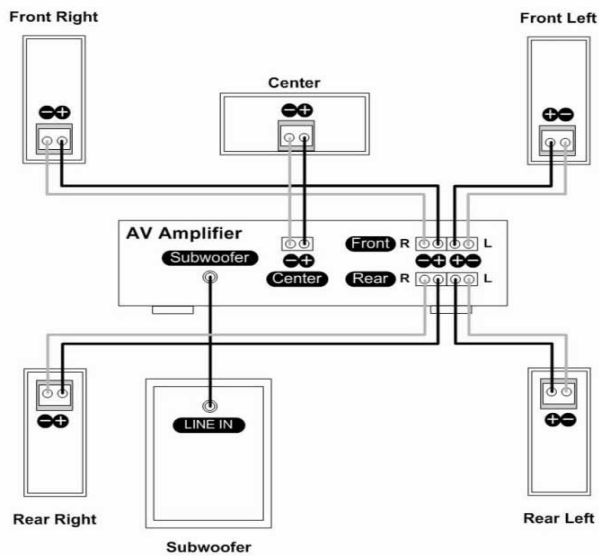 Front Right
Front Left
Center
− +
− +
+ −
AV Amplifier
Subwoofer
Front R L
− +
− + + −
Center
Rear R L
LINE IN
− +
+ −
Rear Right
Rear Left
Subwoofer